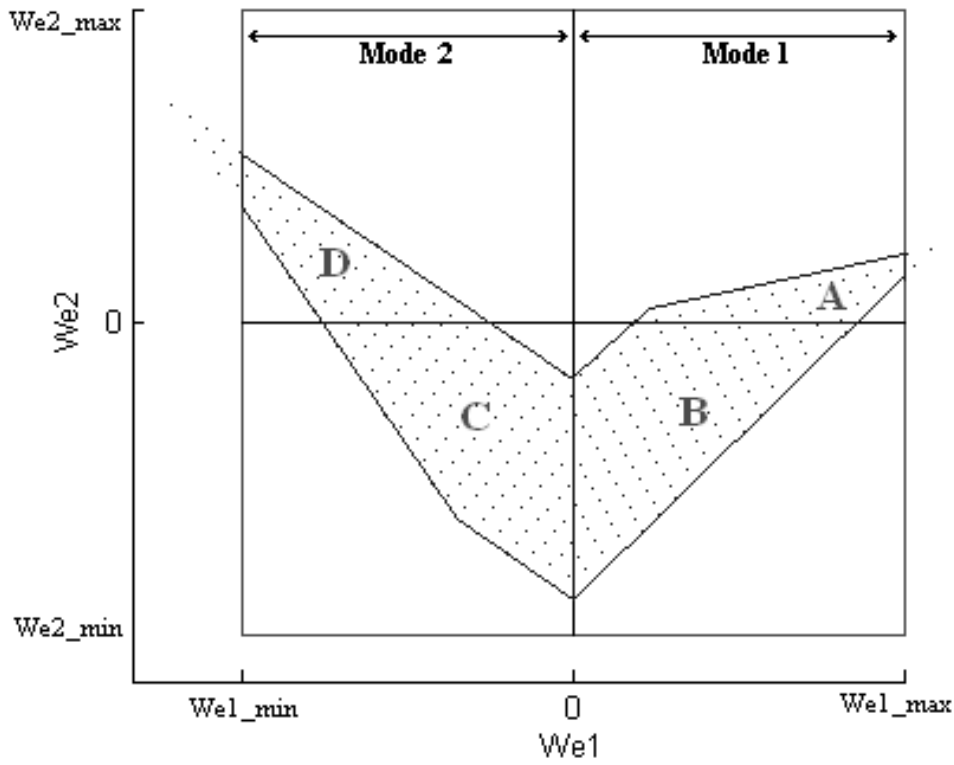 We2_max
Mode 2
Mode 1
D
A
We2
0
C
B
We2_min
We1_min
0
We1_max
We1